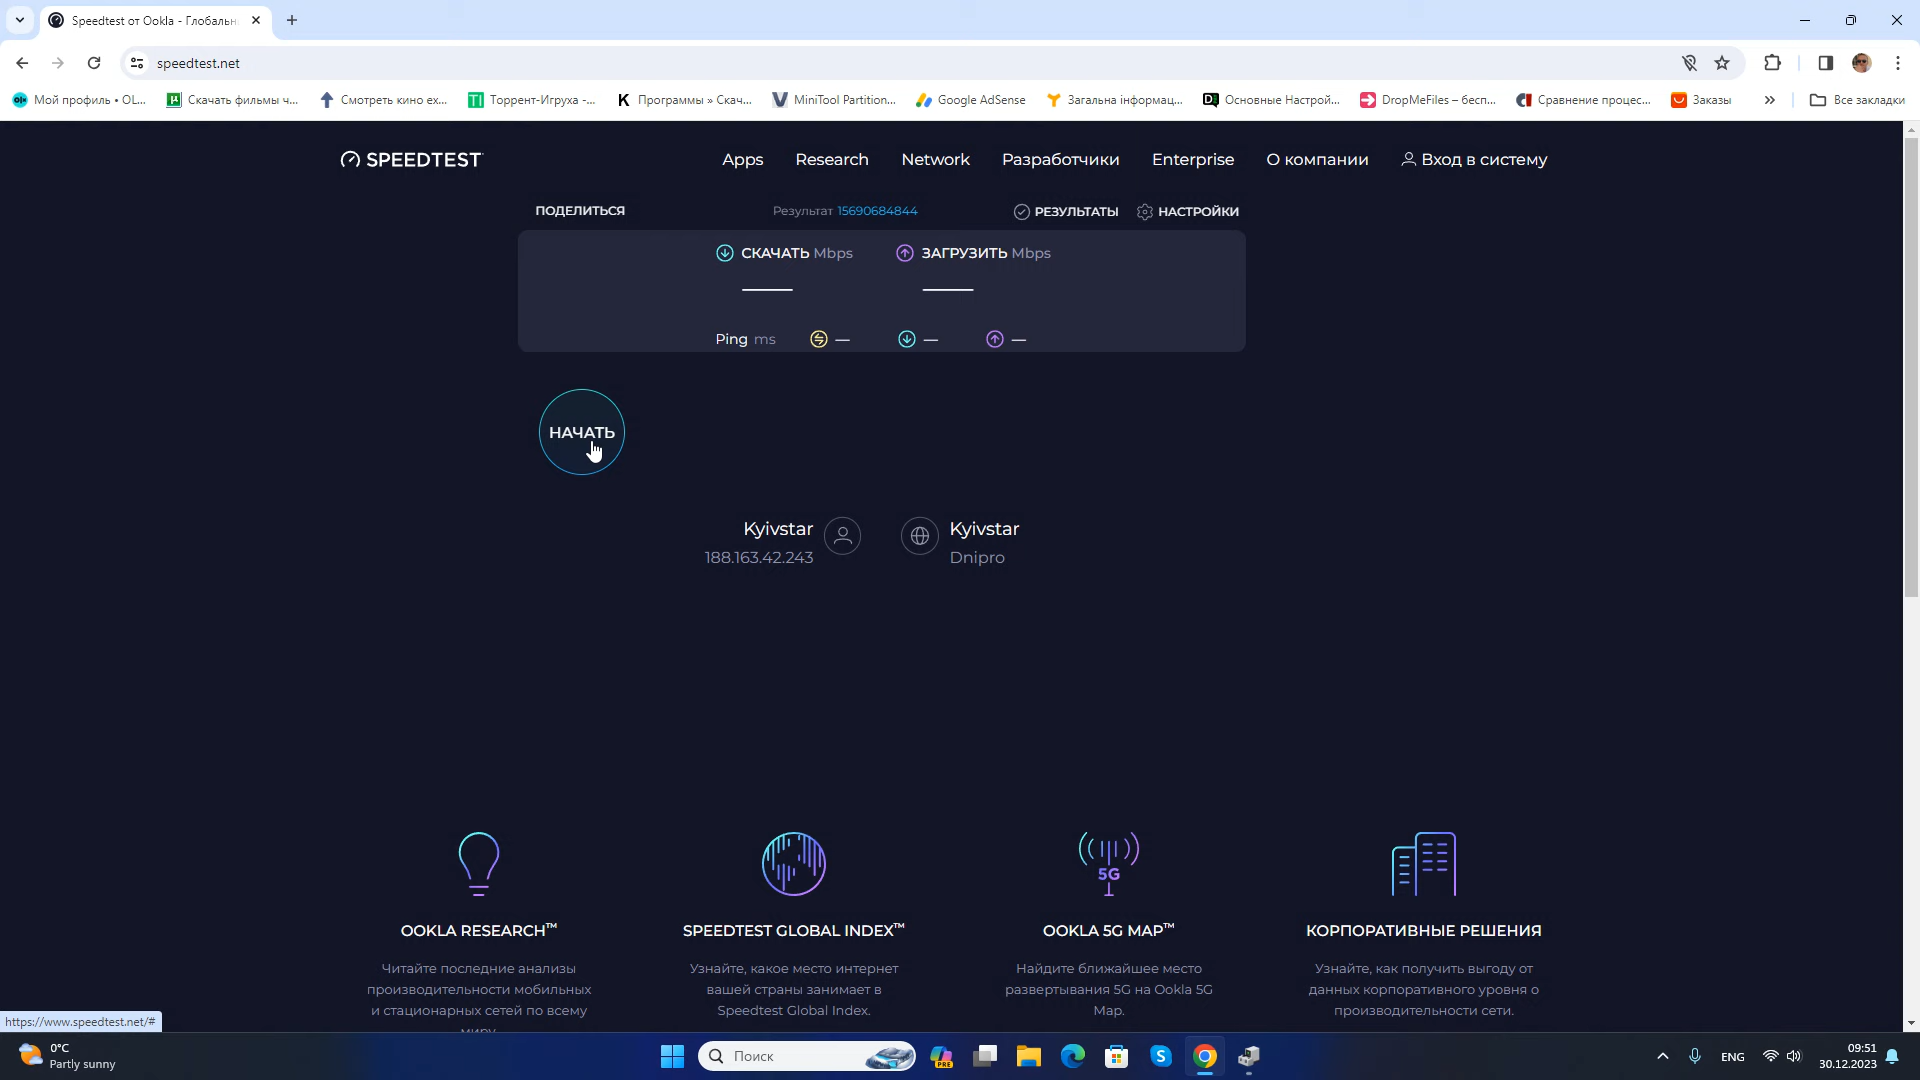 Speedtest от Ookla - Глобальн
speedtest.net
Мой профиль • OL...
Скачать фильмы ч...
Смотреть кино ex...
Торрент-Игруха -...
Программы » Скач...
MiniTool Partition...
Google AdSense
Загальна інформац...
Основные Настрой...
DropMeFiles – бесп...
Сравнение процес...
Заказы
Все закладки
SPEEDTEST
Apps
Research
Network
Разработчики
Enterprise
О компании
Вход в систему
ПОДЕЛИТЬСЯ
Результат 15690684844
РЕЗУЛЬТАТЫ
НАСТРОЙКИ
СКАЧАТЬ Mbps
ЗАГРУЗИТЬ Mbps
Ping ms
—
—
—
НАЧАТЬ
Kyivstar
188.163.42.243
Kyivstar
Dnipro
5G
OOKLA RESEARCH™
Читайте последние анализы
производительности мобильных
и стационарных сетей по всему
миру.
SPEEDTEST GLOBAL INDEX™
Узнайте, какое место интернет
вашей страны занимает в
Speedtest Global Index.
OOKLA 5G MAP™
Найдите ближайшее место
развертывания 5G на Ookla 5G
Map.
КОРПОРАТИВНЫЕ РЕШЕНИЯ
Узнайте, как получить выгоду от
данных корпоративного уровня о
производительности сети.
https://www.speedtest.net/#
0°C
Partly sunny
Поиск
PRE
ENG
09:51
30.12.2023